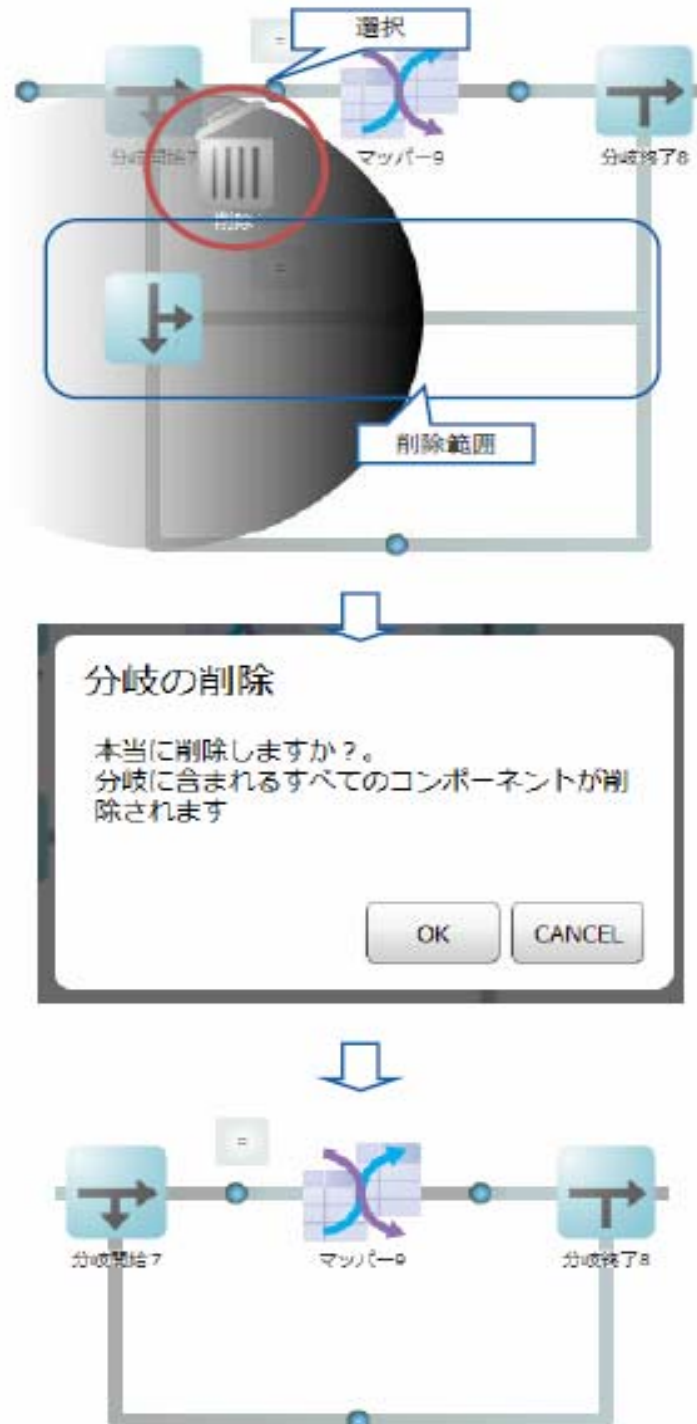 =
選択
分岐開始7
マッパー9
分岐終了8
削除
=
削除範囲
分岐の削除
本当に削除しますか？。
分岐に含まれるすべてのコンポーネントが削
除されます
OK
CANCEL
=
分岐開始7
マッパー9
分岐終了8